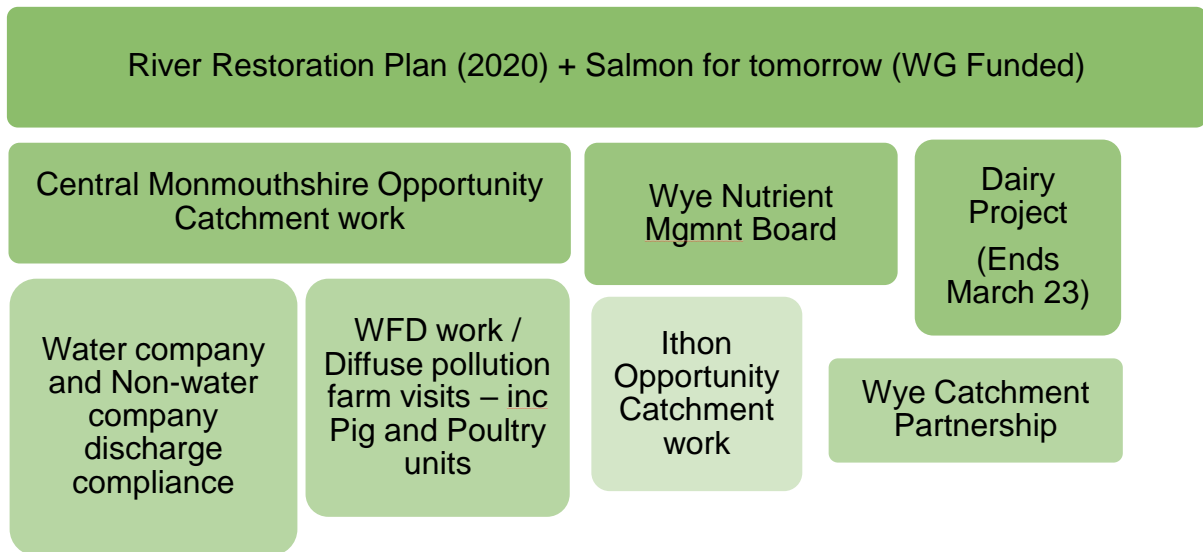 River Restoration Plan (2020) + Salmon for tomorrow (WG Funded)
Central Monmouthshire Opportunity
Catchment work
Wye Nutrient
Mgmnt Board
Dairy
Project
(Ends
March 23)
Water company
and Non-water
company
discharge
compliance
WFD work /
Diffuse pollution
farm visits – inc
Pig and Poultry
units
Ithon
Opportunity
Catchment
work
Wye Catchment
Partnership